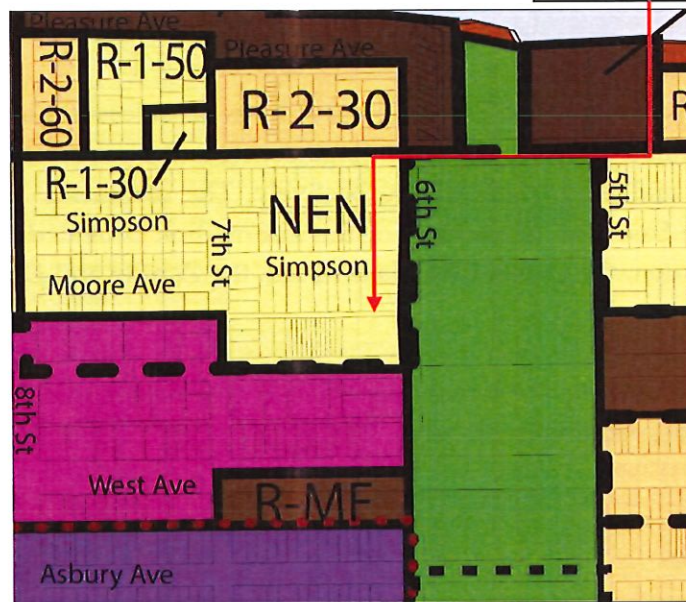 Pleasure Ave
Pleasure Ave
R-2-60
R-1-50
R-2-30
R
R-1-30
Simpson
7th St
NEN
Simpson
6th St
5th St
Moore Ave
8th St
West Ave
R-MF
Asbury Ave